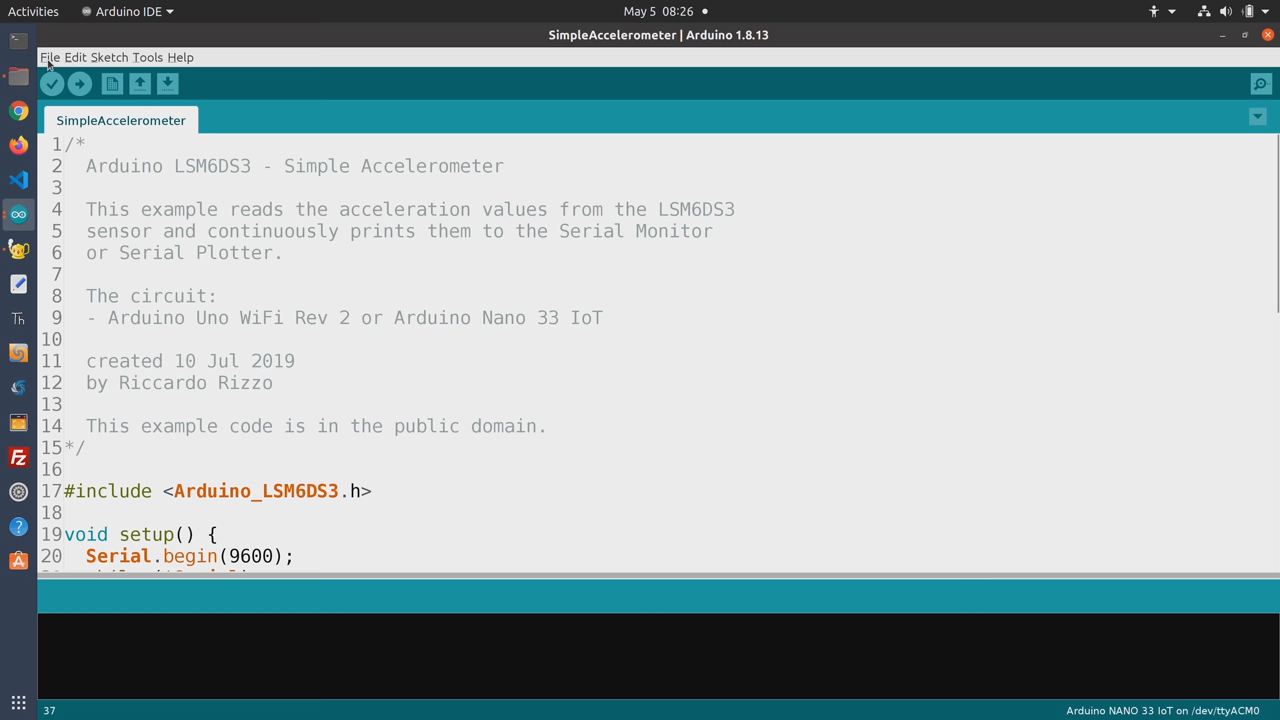 Activities Arduino IDE May 5 08:26
SimpleAccelerometer | Arduino 1.8.13
File Edit Sketch Tools Help
SimpleAccelerometer
1 /*
2 Arduino LSM6DS3 - Simple Accelerometer
3
4 This example reads the acceleration values from the LSM6DS3
5 sensor and continuously prints them to the Serial Monitor
6 or Serial Plotter.
7
8 The circuit:
9 - Arduino Uno WiFi Rev 2 or Arduino Nano 33 IoT
10
11 created 10 Jul 2019
12 by Riccardo Rizzo
13
14 This example code is in the public domain.
15 */
16
17 #include <Arduino_LSM6DS3.h>
18
19 void setup() {
20 Serial.begin(9600);
Th
FZ
37 Arduino NANO 33 IoT on /dev/ttyACM0